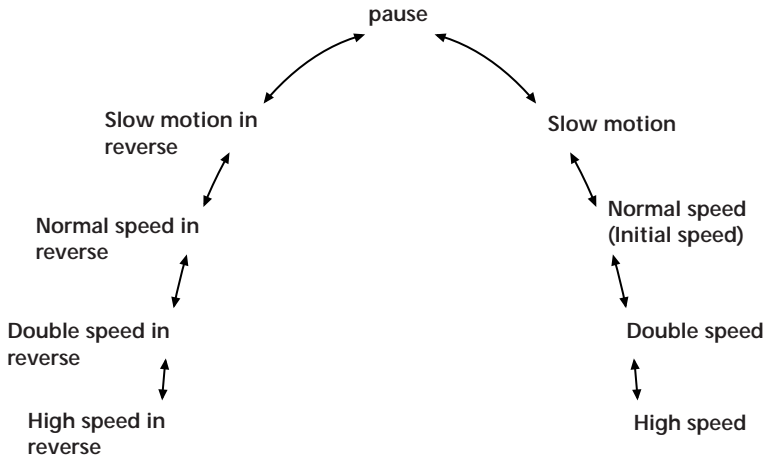 pause
Slow motion in
reverse
Slow motion
Normal speed in
reverse
Normal speed
(Initial speed)
Double speed in
reverse
Double speed
High speed in
reverse
High speed